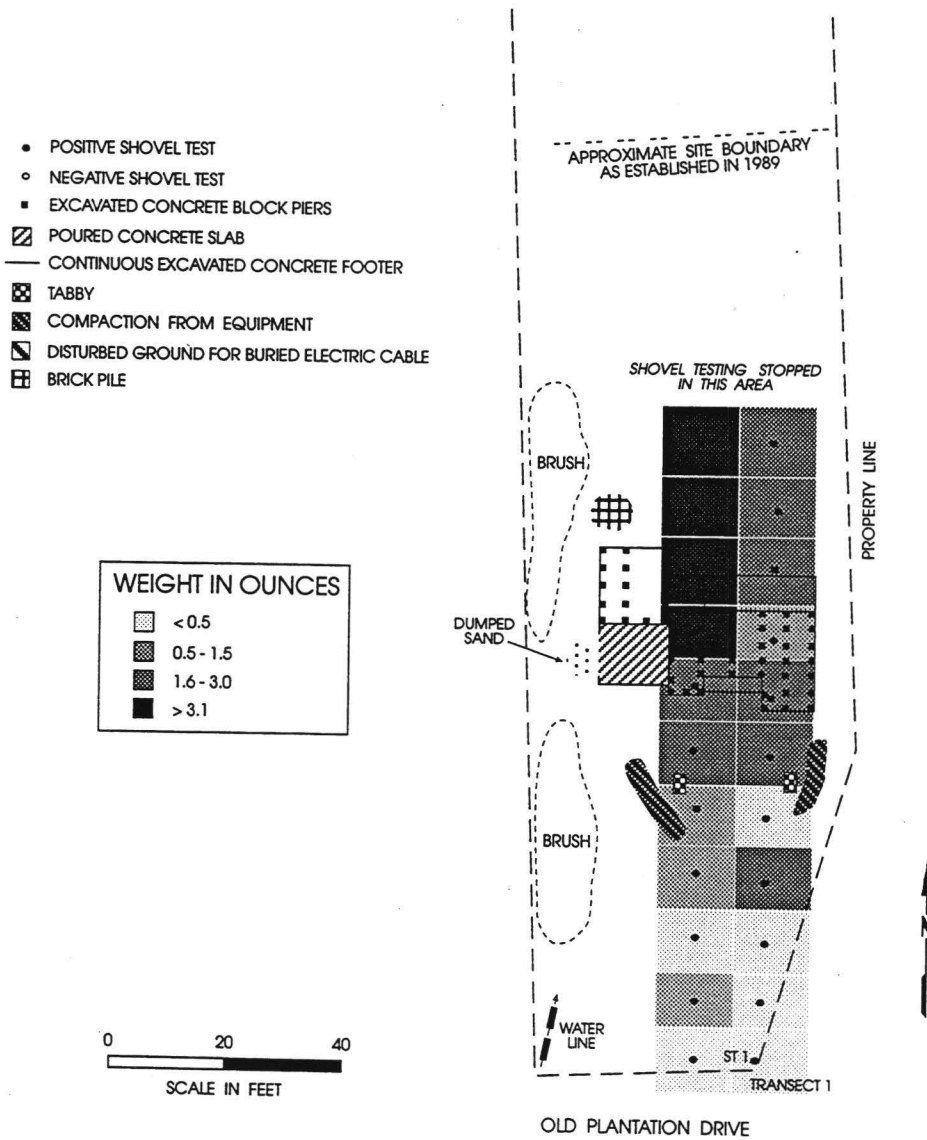 APPROXIMATE SITE BOUNDARY
AS ESTABLISHED IN 1989
POSITIVE SHOVEL TEST
NEGATIVE SHOVEL TEST
EXCAVATED CONCRETE BLOCK PIERS
POURED CONCRETE SLAB
CONTINUOUS EXCAVATED CONCRETE FOOTER
TABBY
COMPACTION FROM EQUIPMENT
DISTURBED GROUND FOR BURIED ELECTRIC CABLE
BRICK PILE
SHOVEL TESTING STOPPED
IN THIS AREA
BRUSH
PROPERTY LINE
WEIGHT IN OUNCES
< 0.5
0.5 - 1.5
1.6 - 3.0
> 3.1
DUMPED
SAND
BRUSH
N
WATER
LINE
0 20 40
SCALE IN FEET
ST 1
TRANSECT 1
OLD PLANTATION DRIVE